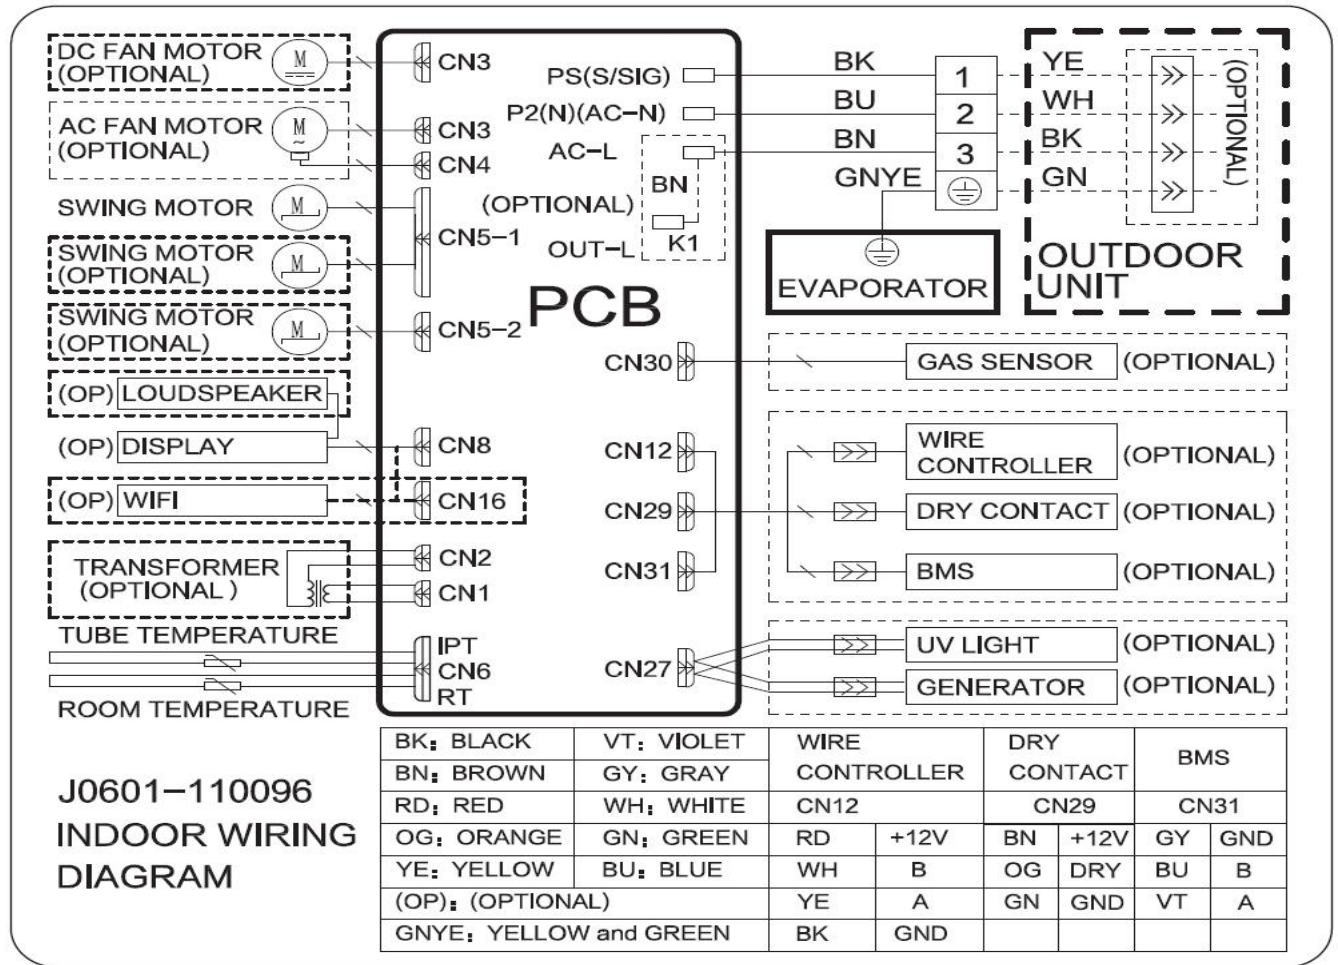 DC FAN MOTOR
(OPTIONAL)
M
CN3
AC FAN MOTOR
(OPTIONAL)
M
~
CN3
CN4
SWING MOTOR
M
SWING MOTOR
(OPTIONAL)
M
CN5-1
SWING MOTOR
(OPTIONAL)
M
CN5-2
(OP) LOUDSPEAKER
(OP) DISPLAY
CN8
(OP) WIFI
CN16
TRANSFORMER
(OPTIONAL )
CN2
CN1
TUBE TEMPERATURE
ROOM TEMPERATURE
IPT
CN6
RT
PS(S/SIG)
P2(N)(AC-N)
AC-L
BN
(OPTIONAL)
OUT-L
K1
PCB
CN30
CN12
CN29
CN31
CN27
BK
BU
BN
GNYE
1
2
3
YE
WH
BK
GN
(OPTIONAL)
OUTDOOR
UNIT
EVAPORATOR
GAS SENSOR (OPTIONAL)
WIRE
CONTROLLER (OPTIONAL)
DRY CONTACT (OPTIONAL)
BMS (OPTIONAL)
UV LIGHT (OPTIONAL)
GENERATOR (OPTIONAL)
J0601-110096
INDOOR WIRING
DIAGRAM
BK: BLACK VT: VIOLET
BN: BROWN GY: GRAY
RD: RED WH: WHITE
OG: ORANGE GN: GREEN
YE: YELLOW BU: BLUE
(OP): (OPTIONAL)
GNYE: YELLOW and GREEN
WIRE
CONTROLLER
DRY
CONTACT
BMS
CN12 CN29 CN31
RD +12V BN +12V GY GND
WH B OG DRY BU B
YE A GN GND VT A
BK GND